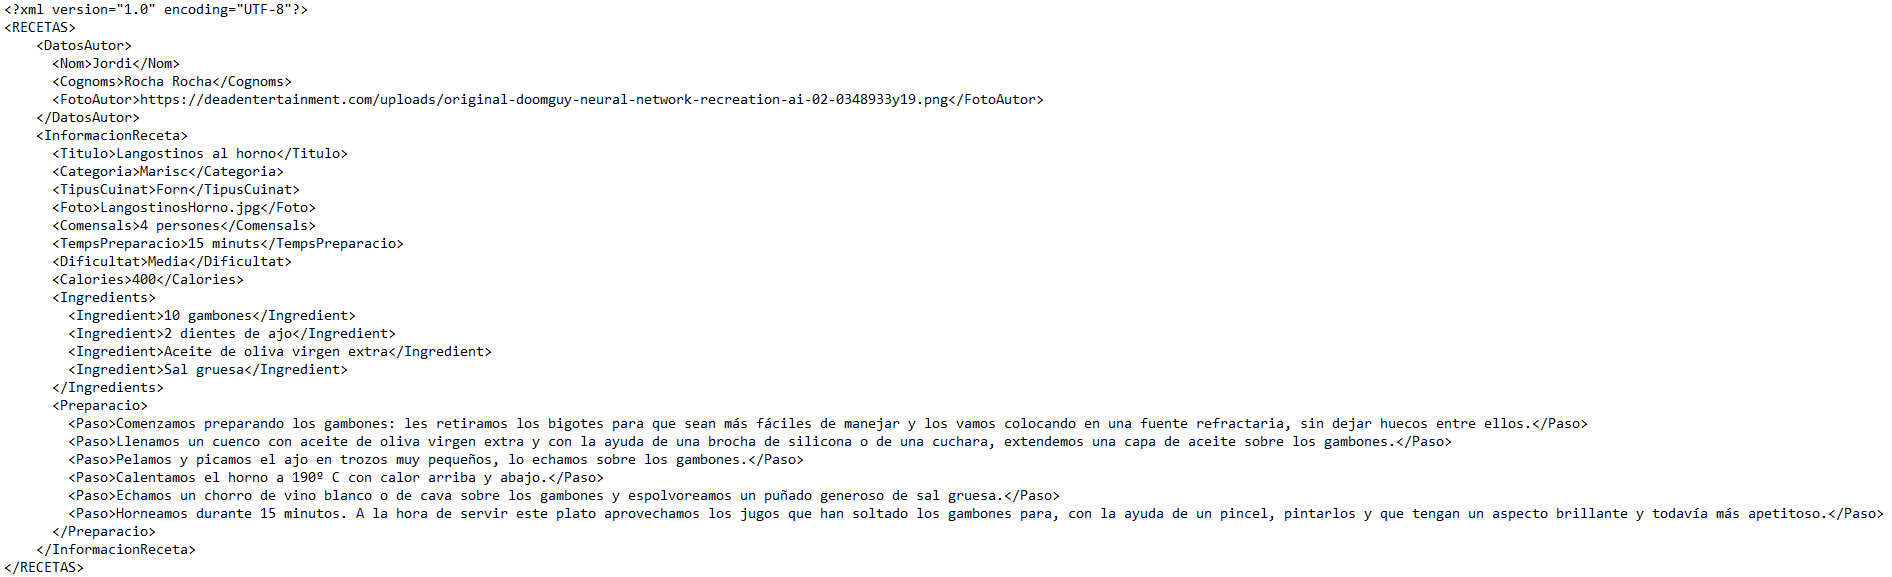 <?xml version="1.0" encoding="UTF-8"?>
<RECETAS>
    <DatosAutor>
      <Nom>Jordi</Nom>
      <Cognoms>Rocha Rocha</Cognoms>
      <FotoAutor>https://deadentertainment.com/uploads/original-doomguy-neural-network-recreation-ai-02-0348933y19.png</FotoAutor>
    </DatosAutor>
    <InformacionReceta>
      <Titulo>Langostinos al horno</Titulo>
      <Categoria>Marisc</Categoria>
      <TipusCuinat>Forn</TipusCuinat>
      <Foto>LangostinosHorno.jpg</Foto>
      <Comensals>4 persones</Comensals>
      <TempsPreparacio>15 minuts</TempsPreparacio>
      <Dificultat>Media</Dificultat>
      <Calories>400</Calories>
      <Ingredients>
        <Ingredient>10 gambones</Ingredient>
        <Ingredient>2 dientes de ajo</Ingredient>
        <Ingredient>Aceite de oliva virgen extra</Ingredient>
        <Ingredient>Sal gruesa</Ingredient>
      </Ingredients>
      <Preparacio>
        <Paso>Comenzamos preparando los gambones: les retiramos los bigotes para que sean más fáciles de manejar y los vamos colocando en una fuente refractaria, sin dejar huecos entre ellos.</Paso>
        <Paso>Llenamos un cuenco con aceite de oliva virgen extra y con la ayuda de una brocha de silicona o de una cuchara, extendemos una capa de aceite sobre los gambones.</Paso>
        <Paso>Pelamos y picamos el ajo en trozos muy pequeños, lo echamos sobre los gambones.</Paso>
        <Paso>Calentamos el horno a 190º C con calor arriba y abajo.</Paso>
        <Paso>Echamos un chorro de vino blanco o de cava sobre los gambones y espolvoreamos un puñado generoso de sal gruesa.</Paso>
        <Paso>Horneamos durante 15 minutos. A la hora de servir este plato aprovechamos los jugos que han soltado los gambones para, con la ayuda de un pincel, pintarlos y que tengan un aspecto brillante y todavía más apetitoso.</Paso>
      </Preparacio>
    </InformacionReceta>
</RECETAS>